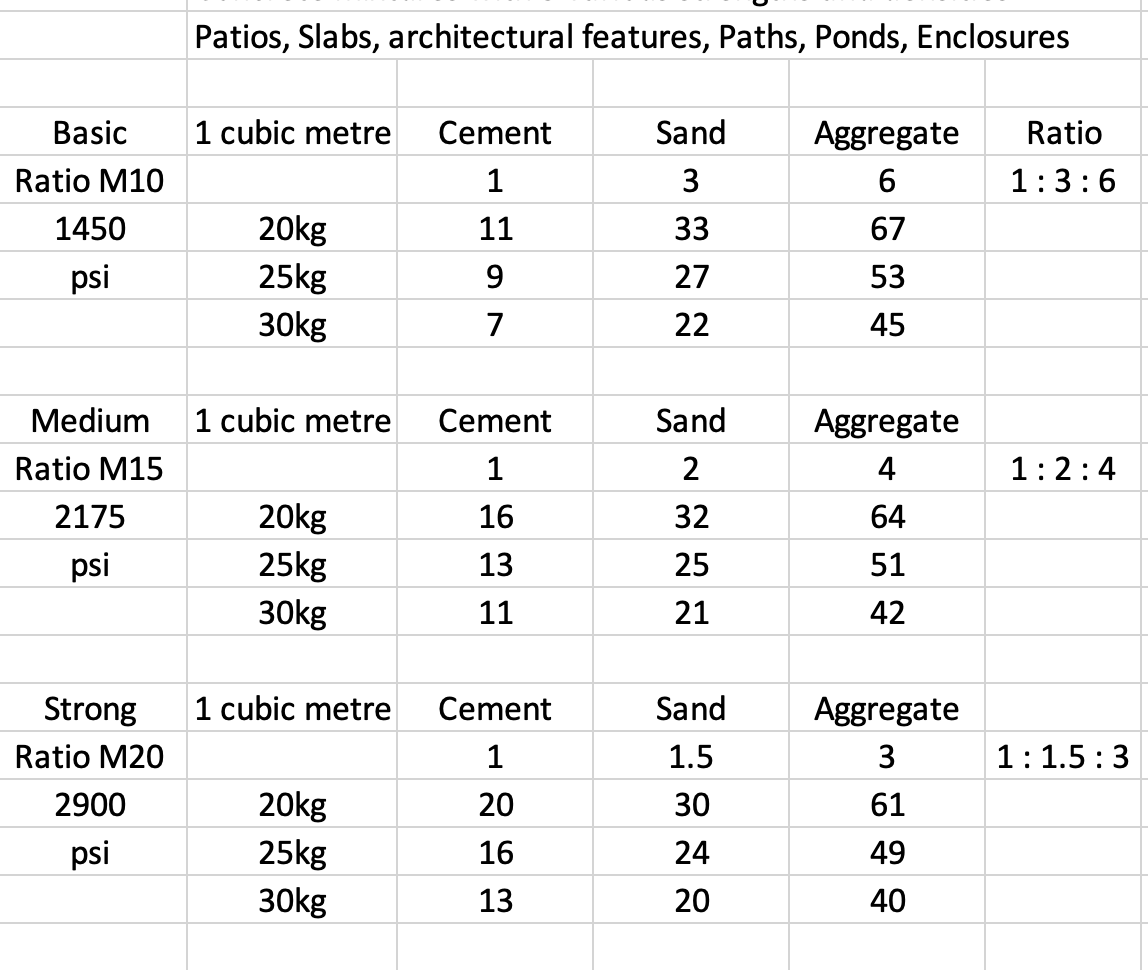 Patios, Slabs, architectural features, Paths, Ponds, Enclosures
Basic 1 cubic metre Cement Sand Aggregate Ratio
Ratio M10 1 3 6 1 : 3 : 6
1450 20kg 11 33 67
psi 25kg 9 27 53
30kg 7 22 45
Medium 1 cubic metre Cement Sand Aggregate
Ratio M15 1 2 4 1 : 2 : 4
2175 20kg 16 32 64
psi 25kg 13 25 51
30kg 11 21 42
Strong 1 cubic metre Cement Sand Aggregate
Ratio M20 1 1.5 3 1 : 1.5 : 3
2900 20kg 20 30 61
psi 25kg 16 24 49
30kg 13 20 40